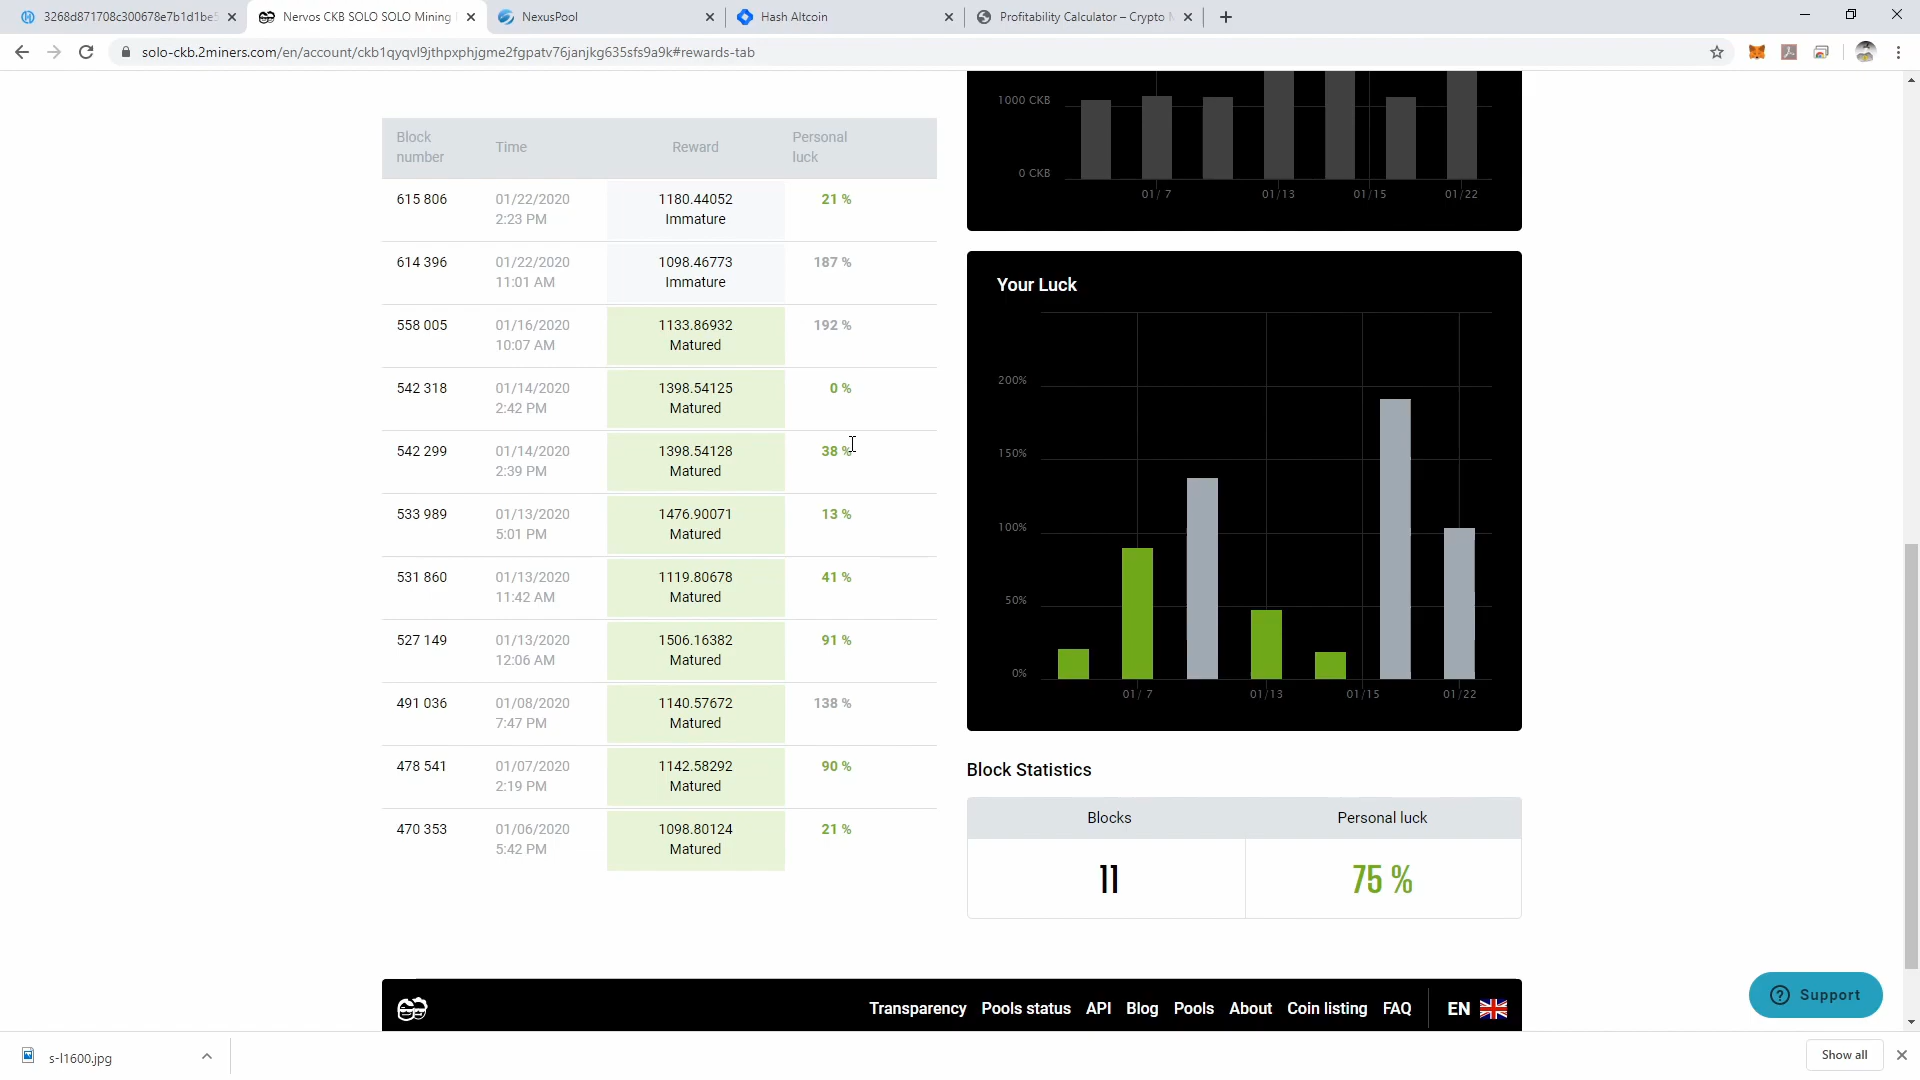 3268d871708c300678e7b1d1be5
Nervos CKB SOLO SOLO Mining
NexusPool
Hash Altcoin
Profitability Calculator – Crypto
solo-ckb.2miners.com/en/account/ckb1qyqvl9jthpxphjgme2fgpatv76janjkg635sfs9a9k#rewards-tab
Block number
Time
Reward
Personal luck
615 806
01/22/2020
2:23 PM
1180.44052
Immature
21 %
614 396
01/22/2020
11:01 AM
1098.46773
Immature
187 %
558 005
01/16/2020
10:07 AM
1133.86932
Matured
192 %
542 318
01/14/2020
2:42 PM
1398.54125
Matured
0 %
542 299
01/14/2020
2:39 PM
1398.54128
Matured
38 %
533 989
01/13/2020
5:01 PM
1476.90071
Matured
13 %
531 860
01/13/2020
11:42 AM
1119.80678
Matured
41 %
527 149
01/13/2020
12:06 AM
1506.16382
Matured
91 %
491 036
01/08/2020
7:47 PM
1140.57672
Matured
138 %
478 541
01/07/2020
2:19 PM
1142.58292
Matured
90 %
470 353
01/06/2020
5:42 PM
1098.80124
Matured
21 %
1000 CKB
0 CKB
01/ 7
01/13
01/15
01/22
Your Luck
200%
150%
100%
50%
0%
01/ 7
01/13
01/15
01/22
Block Statistics
Blocks
Personal luck
11
75 %
Transparency
Pools status
API
Blog
Pools
About
Coin listing
FAQ
EN
Support
s-l1600.jpg
Show all